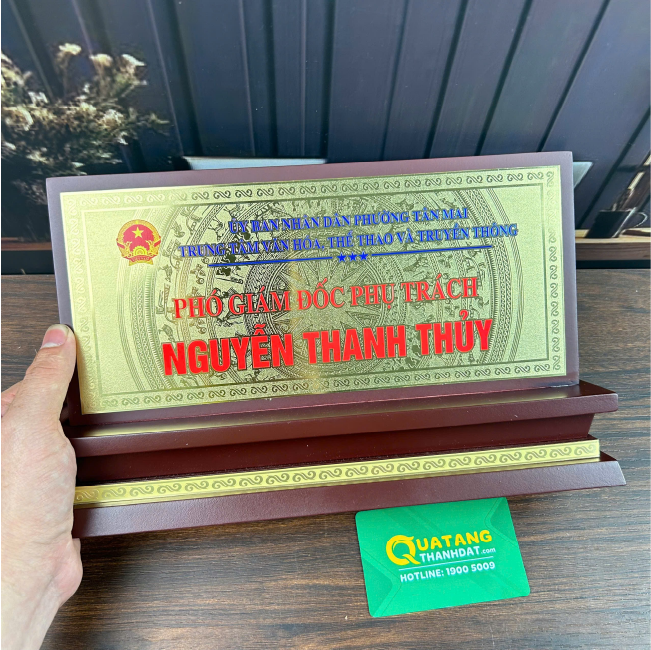 ỦY BAN NHÂN DÂN PHƯỜNG TÂN MAI
TRUNG TÂM VĂN HÓA, THỂ THAO VÀ TRUYỀN THÔNG
PHÓ GIÁM ĐỐC PHỤ TRÁCH
NGUYỄN THANH THỦY
QUATANG
THANHDAT.com
HOTLINE: 1900 5009